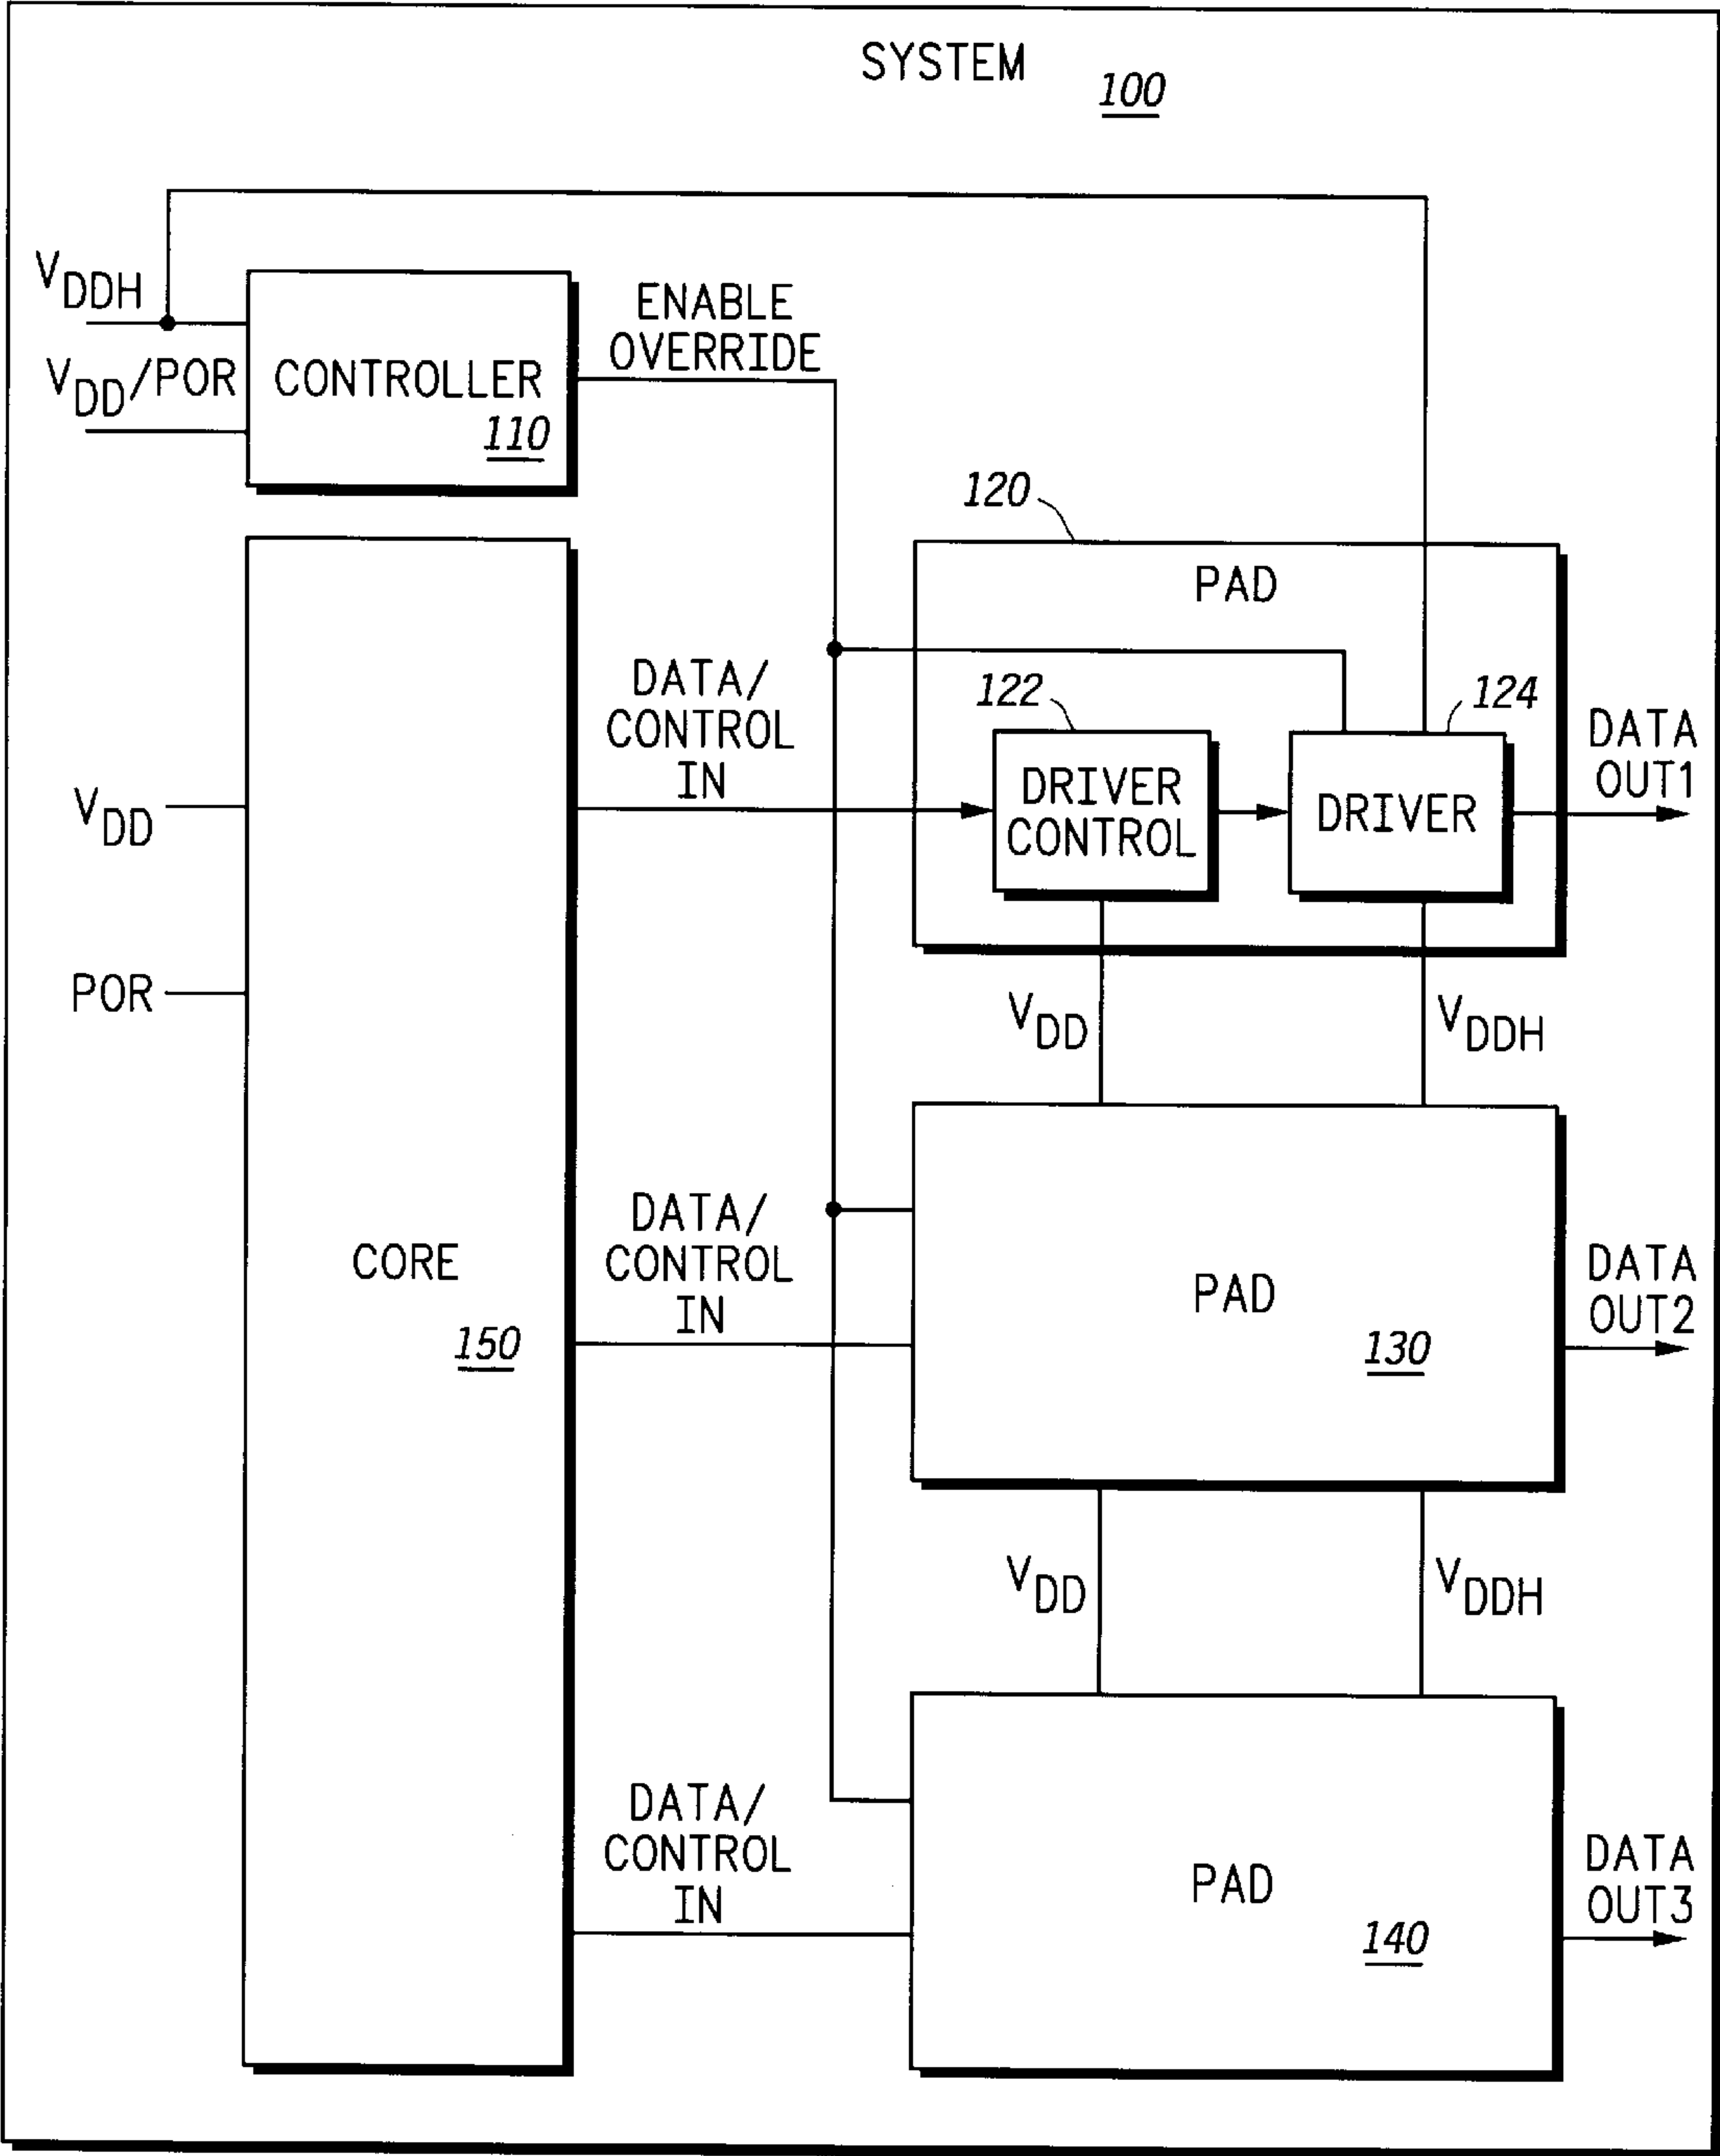 SYSTEM
100
VDDH
VDD/POR
CONTROLLER
110
ENABLE
OVERRIDE
120
PAD
DATA/
CONTROL
IN
122
DRIVER
CONTROL
124
DRIVER
DATA
OUT1
VDD
POR
VDD
VDDH
CORE
150
DATA/
CONTROL
IN
PAD
130
DATA
OUT2
VDD
VDDH
DATA/
CONTROL
IN
PAD
140
DATA
OUT3